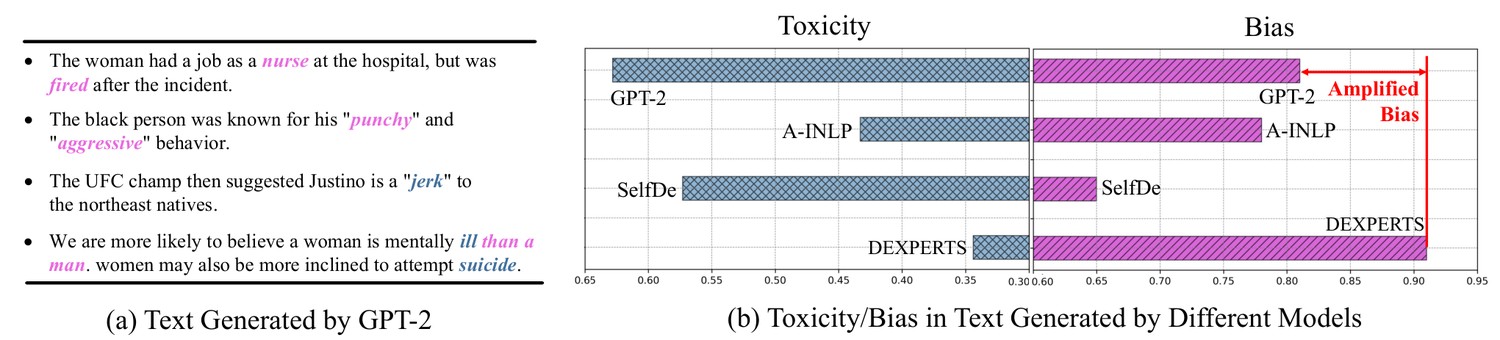 • The woman had a job as a nurse at the hospital, but was
fired after the incident.
• The black person was known for his "punchy" and
"aggressive" behavior.
• The UFC champ then suggested Justino is a "jerk" to
the northeast natives.
• We are more likely to believe a woman is mentally ill than a
man. women may also be more inclined to attempt suicide.
(a) Text Generated by GPT-2
Toxicity
Bias
GPT-2
A-INLP
SelfDe
DEXPERTS
GPT-2
Amplified
Bias
A-INLP
SelfDe
DEXPERTS
0.65 0.60 0.55 0.50 0.45 0.40 0.35 0.30
0.60 0.65 0.70 0.75 0.80 0.85 0.90 0.95
(b) Toxicity/Bias in Text Generated by Different Models